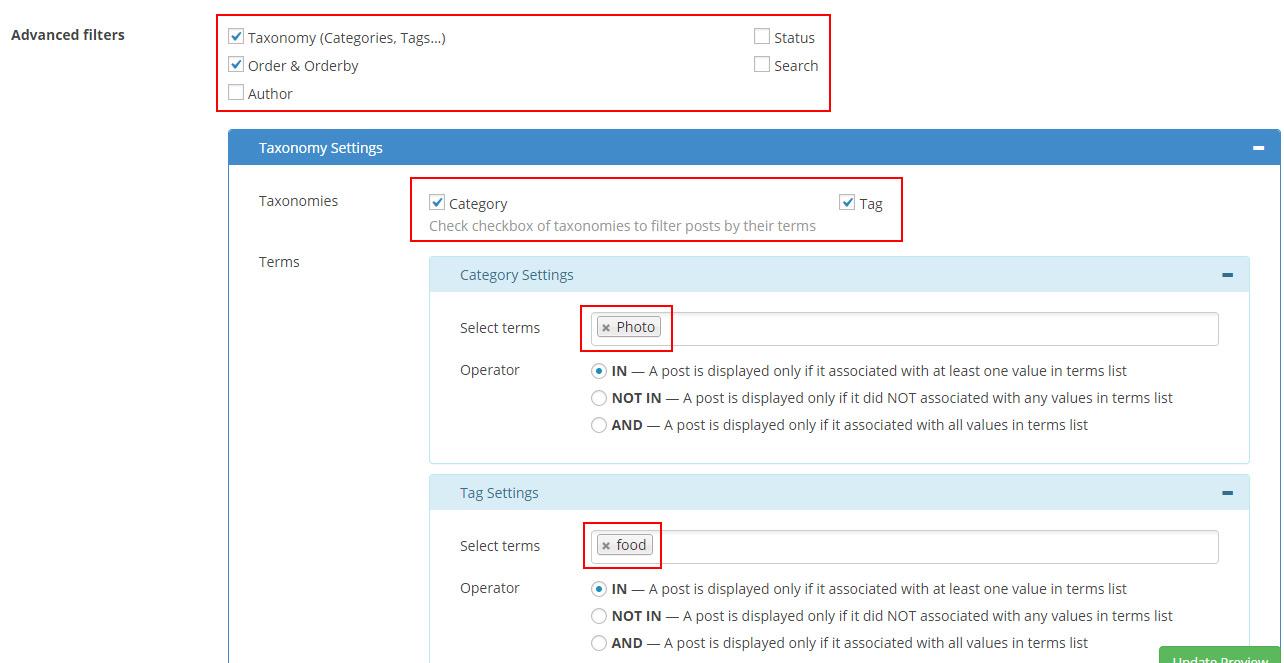 Advanced filters
Taxonomy (Categories, Tags...) Status
Order & Orderby Search
Author
Taxonomy Settings
Taxonomies
Category Tag
Check checkbox of taxonomies to filter posts by their terms
Terms
Category Settings
Select terms × Photo
Operator IN — A post is displayed only if it associated with at least one value in terms list
NOT IN — A post is displayed only if it did NOT associated with any values in terms list
AND — A post is displayed only if it associated with all values in terms list
Tag Settings
Select terms × food
Operator IN — A post is displayed only if it associated with at least one value in terms list
NOT IN — A post is displayed only if it did NOT associated with any values in terms list
AND — A post is displayed only if it associated with all values in terms list
Update Preview